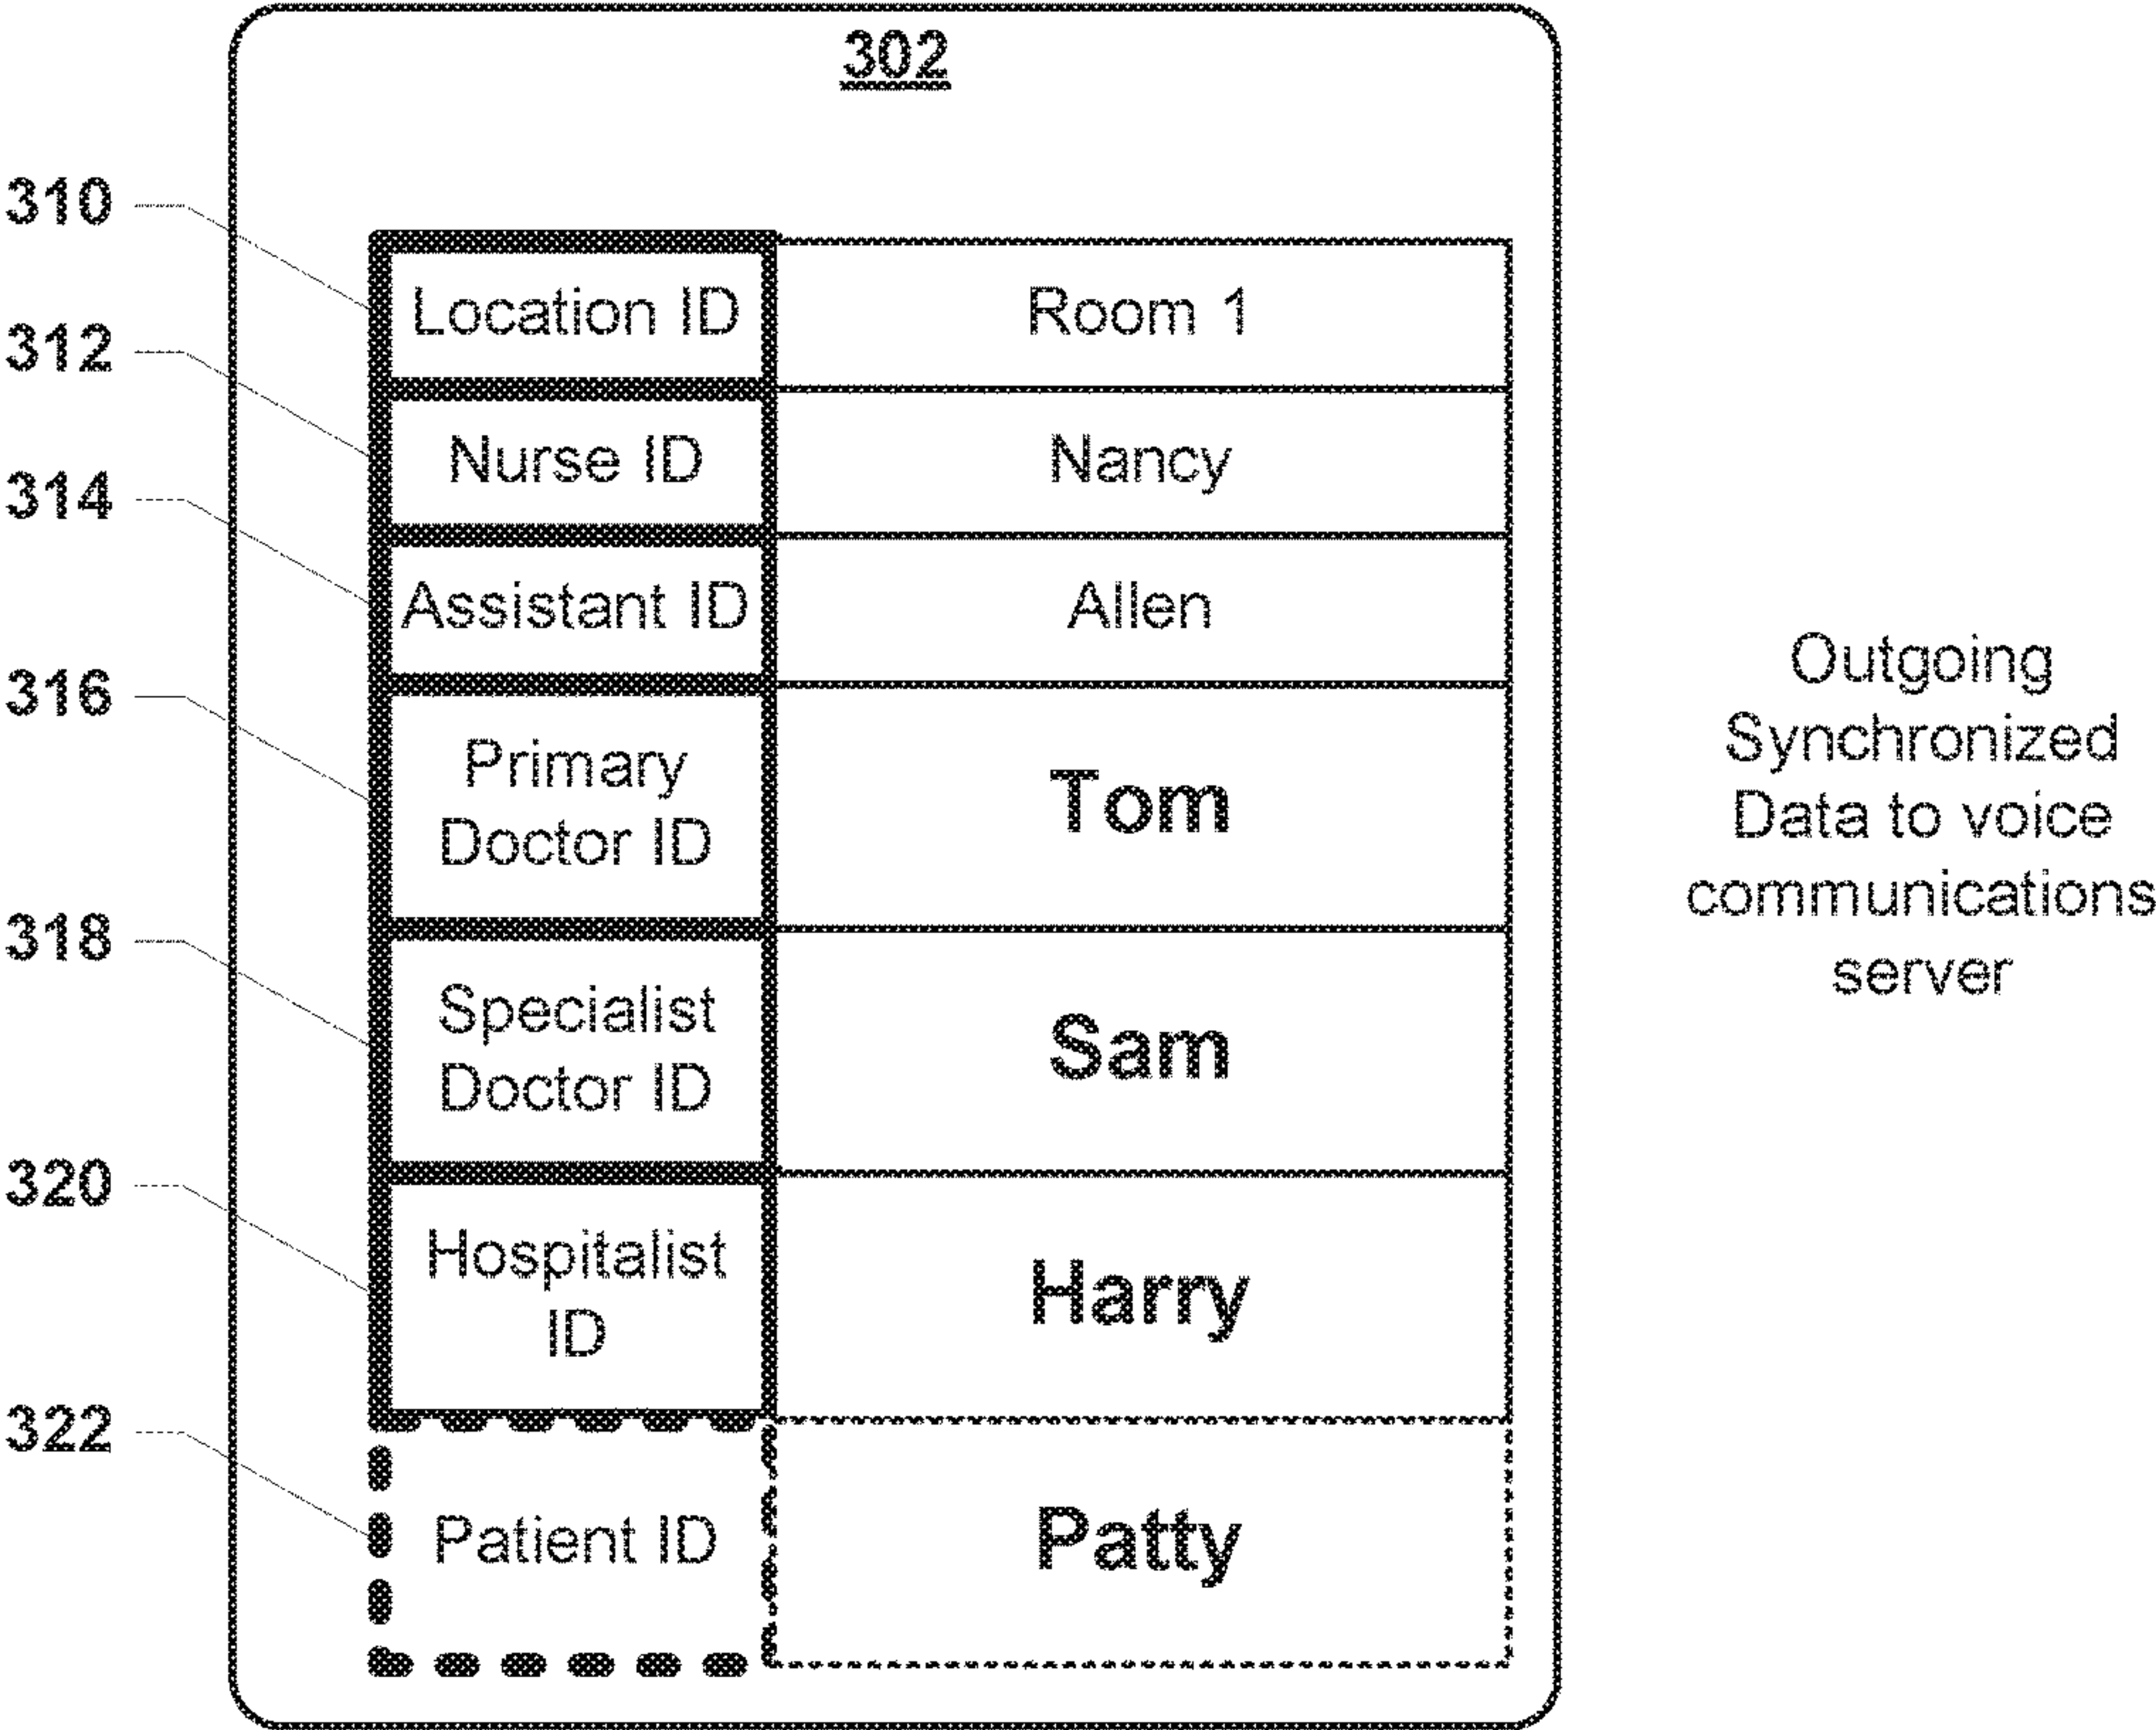 302
310
Location ID
Room 1
312
Nurse ID
Nancy
314
Assistant ID
Allen
316
Primary
Doctor ID
Tom
318
Specialist
Doctor ID
Sam
320
Hospitalist
ID
Harry
322
Patient ID
Patty
Outgoing
Synchronized
Data to voice
communications
server